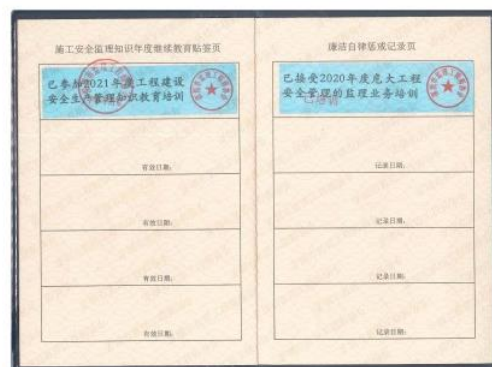 施工安全监理知识年度继续教育贴签页
已参加2021年度工程建设
安全生产管理知识教育培训
有效日期:
有效日期:
有效日期:
有效日期:
廉洁自律惩戒记录页
已接受2020年度危大工程
安全管理的监理业务培训
记录日期:
记录日期:
记录日期:
记录日期: